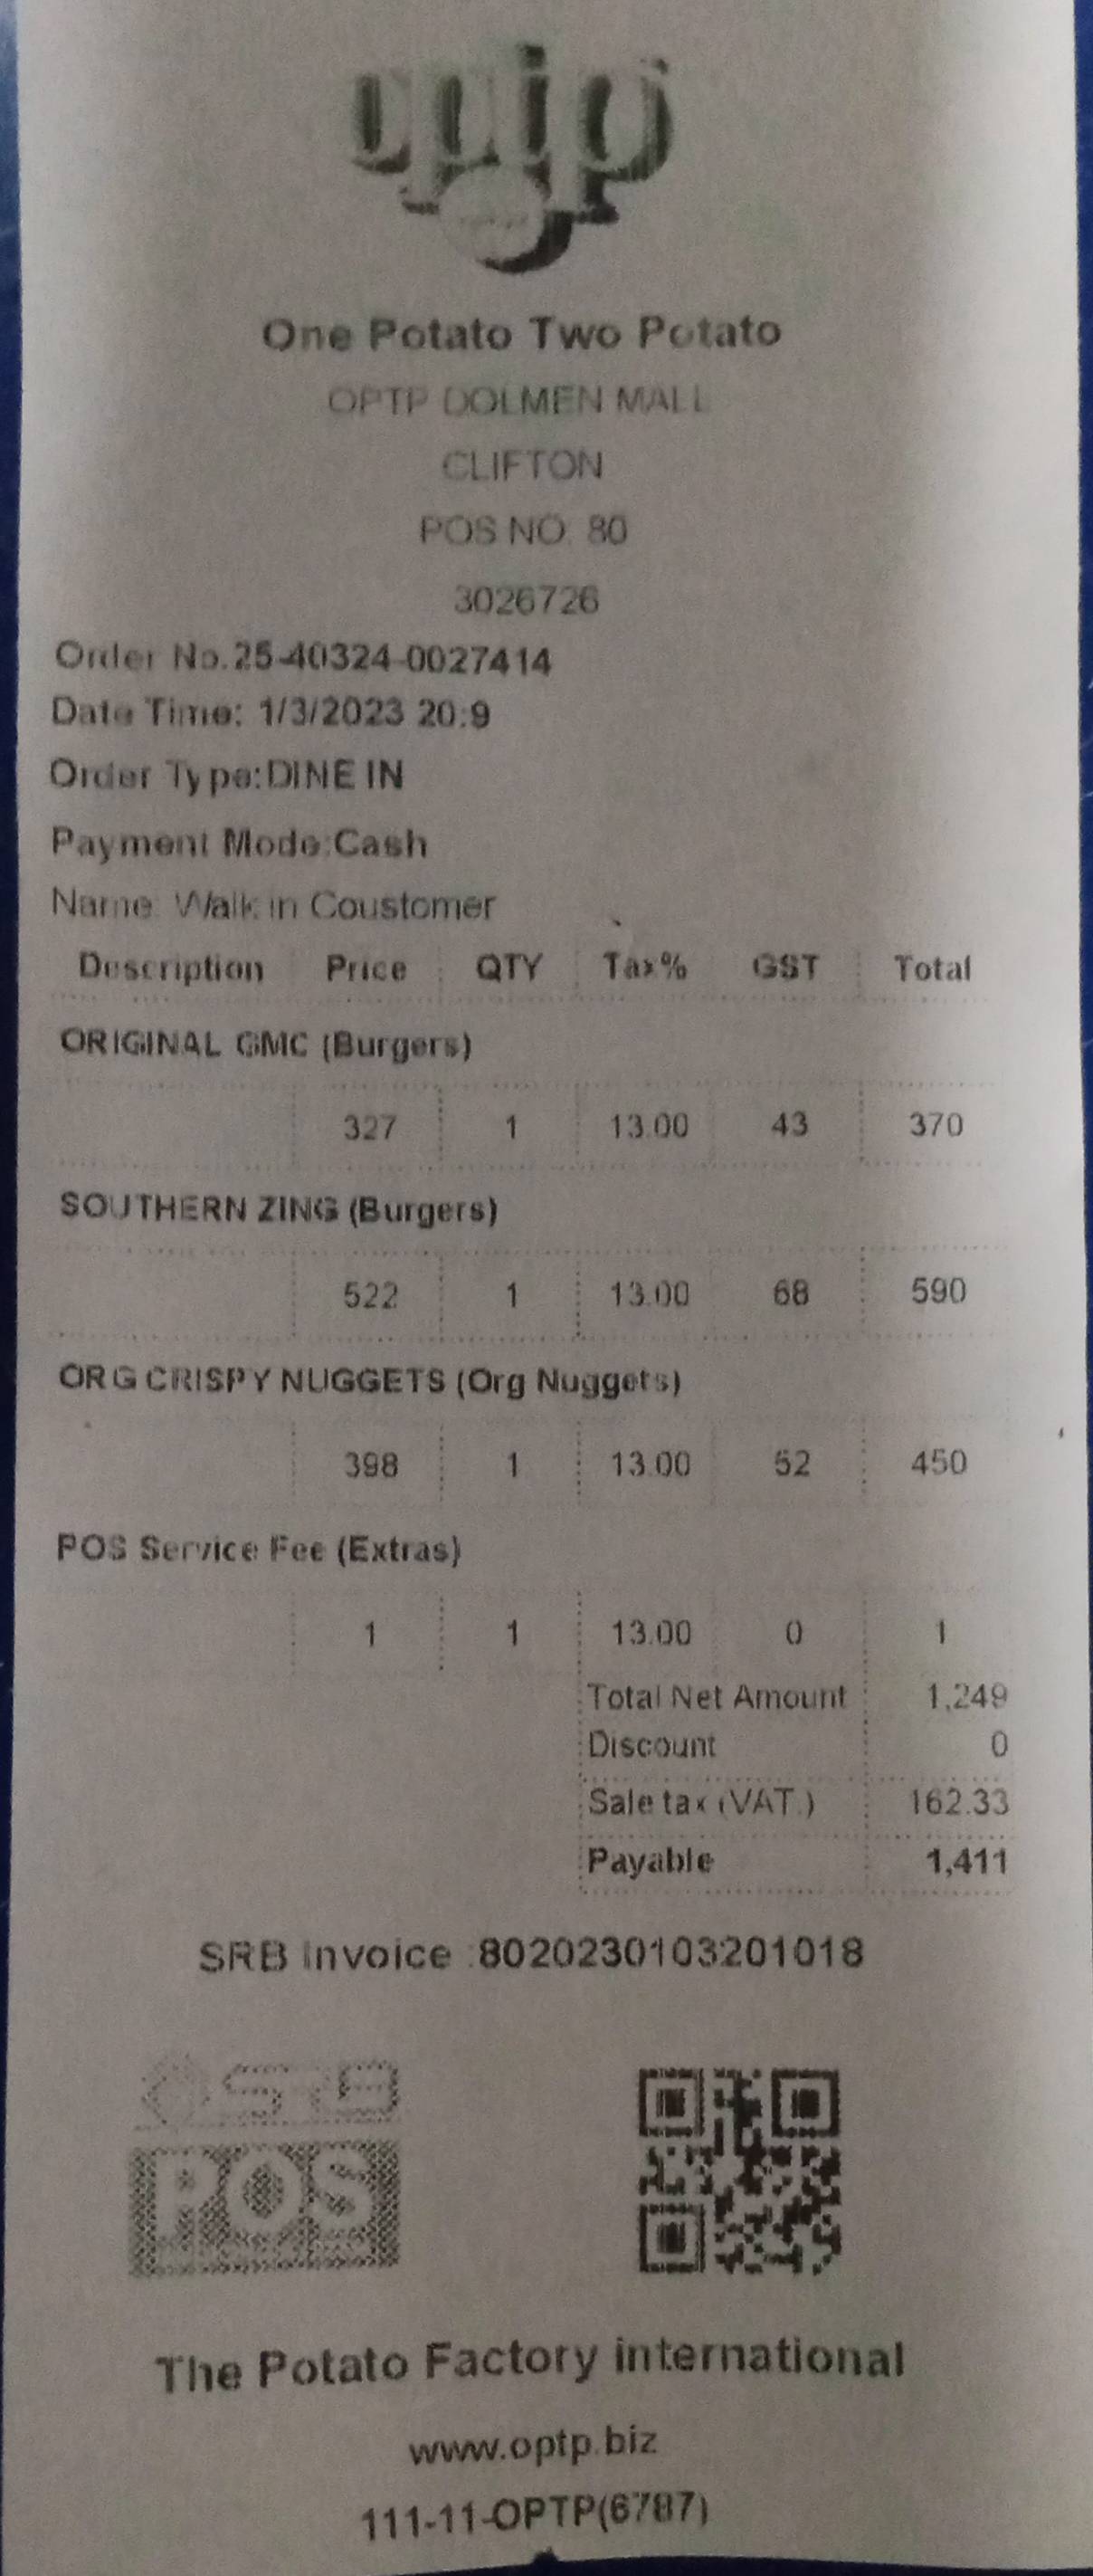 One Potato Two Potato
OPTP DOLMEN MALL
CLIFTON
POS NO. 80
3026726
Order No.25-40324-0027414
Date Time: 1/3/2023 20:9
Order Type:DINE IN
Payment Mode:Cash
Name: Walk in Coustomer
Description Price QTY Tax% GST Total
ORIGINAL GMC (Burgers)
327 1 13.00 43 370
SOUTHERN ZING (Burgers)
522 1 13.00 68 590
ORG CRISPY NUGGETS (Org Nuggets)
398 1 13.00 52 450
POS Service Fee (Extras)
1 1 13.00 0 1
Total Net Amount 1,249
Discount 0
Sale tax (VAT.) 162.33
Payable 1,411
SRB Invoice :8020230103201018
POS
The Potato Factory international
www.optp.biz
111-11-OPTP(6787)